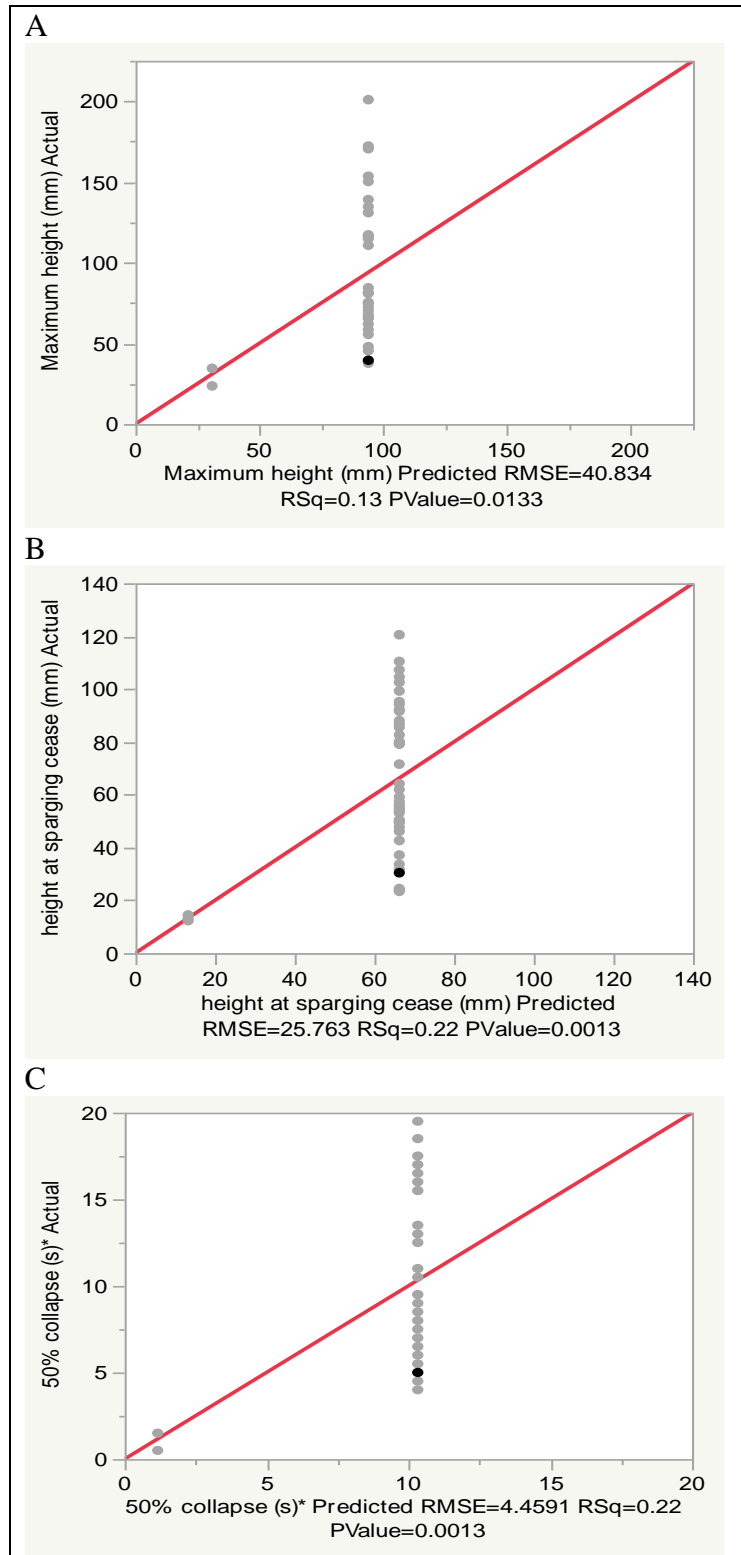 A
Maximum height (mm) Actual
200
150
100
50
0
0 50 100 150 200
Maximum height (mm) Predicted RMSE=40.834
RSq=0.13 PValue=0.0133
B
height at sparging cease (mm) Actual
140
120
100
80
60
40
20
0
0 20 40 60 80 100 120 140
height at sparging cease (mm) Predicted
RMSE=25.763 RSq=0.22 PValue=0.0013
C
50% collapse (s)* Actual
20
15
10
5
0
0 5 10 15 20
50% collapse (s)* Predicted RMSE=4.4591 RSq=0.22
PValue=0.0013